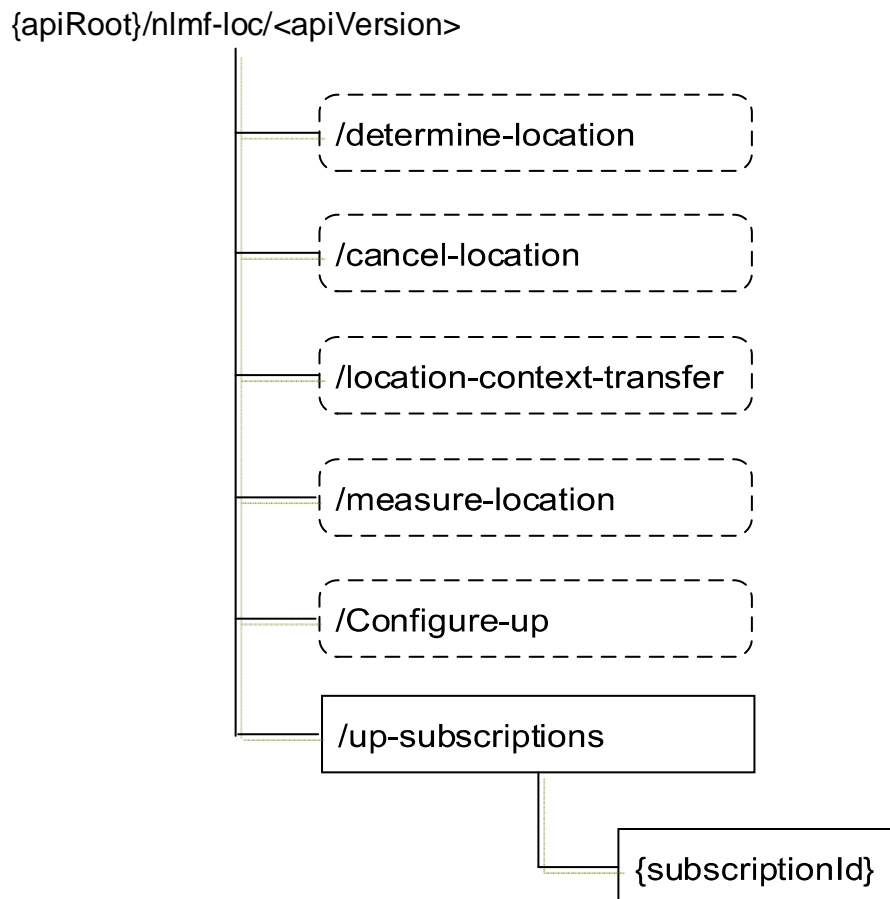 {apiRoot}/nlmf-loc/<apiVersion>
/determine-location
/cancel-location
/location-context-transfer
/measure-location
/Configure-up
/up-subscriptions
{subscriptionId}